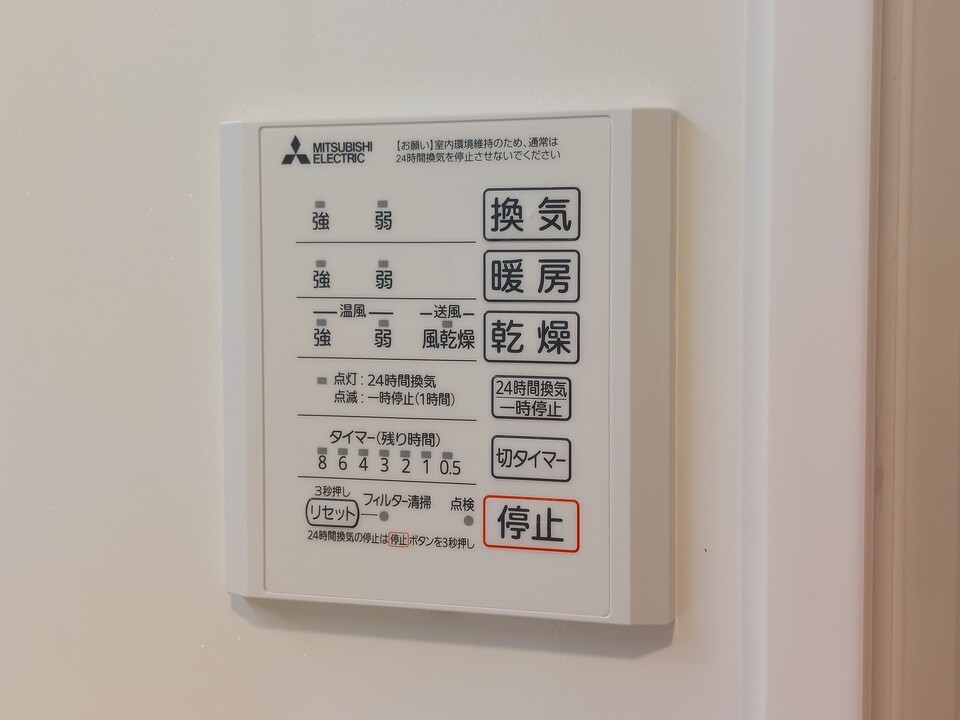 MITSUBISHI
ELECTRIC
【お願い】室内環境維持のため、通常は
24時間換気を停止させないでください
強 弱 換気
強 弱 暖房
温風 送風
強 弱 風乾燥 乾燥
点灯:24時間換気
点滅:一時停止(1時間)
24時間換気
一時停止
タイマー(残り時間)
8 6 4 3 2 1 0.5
切タイマー
3秒押し
リセット フィルター清掃 点検
停止
24時間換気の停止は停止ボタンを3秒押し